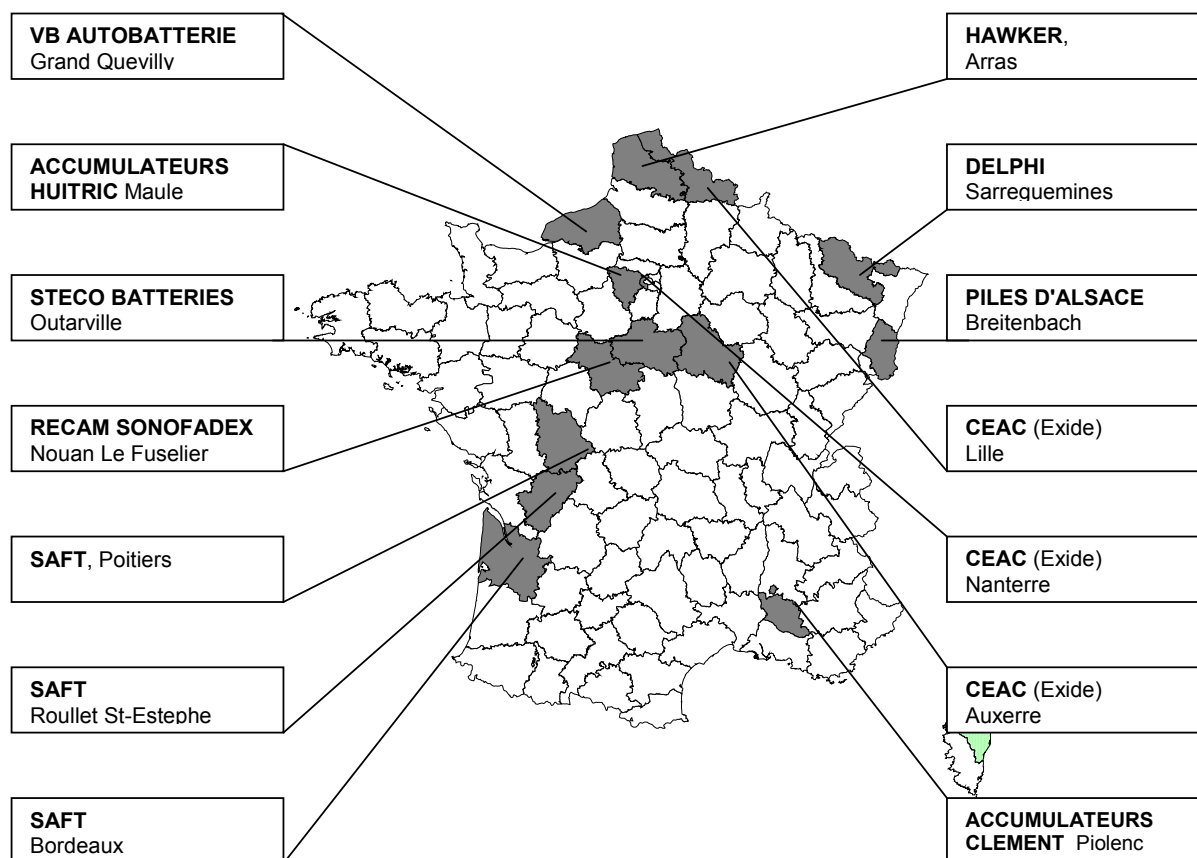 VB AUTOBATTERIE
Grand Quevilly
ACCUMULATEURS
HUITRIC Maule
STECO BATTERIES
Outarville
RECAM SONOFADEX
Nouan Le Fuselier
SAFT, Poitiers
SAFT
Roullet St-Estephe
SAFT
Bordeaux
HAWKER,
Arras
DELPHI
Sarreguemines
PILES D'ALSACE
Breitenbach
CEAC (Exide)
Lille
CEAC (Exide)
Nanterre
CEAC (Exide)
Auxerre
ACCUMULATEURS
CLEMENT Piolenc